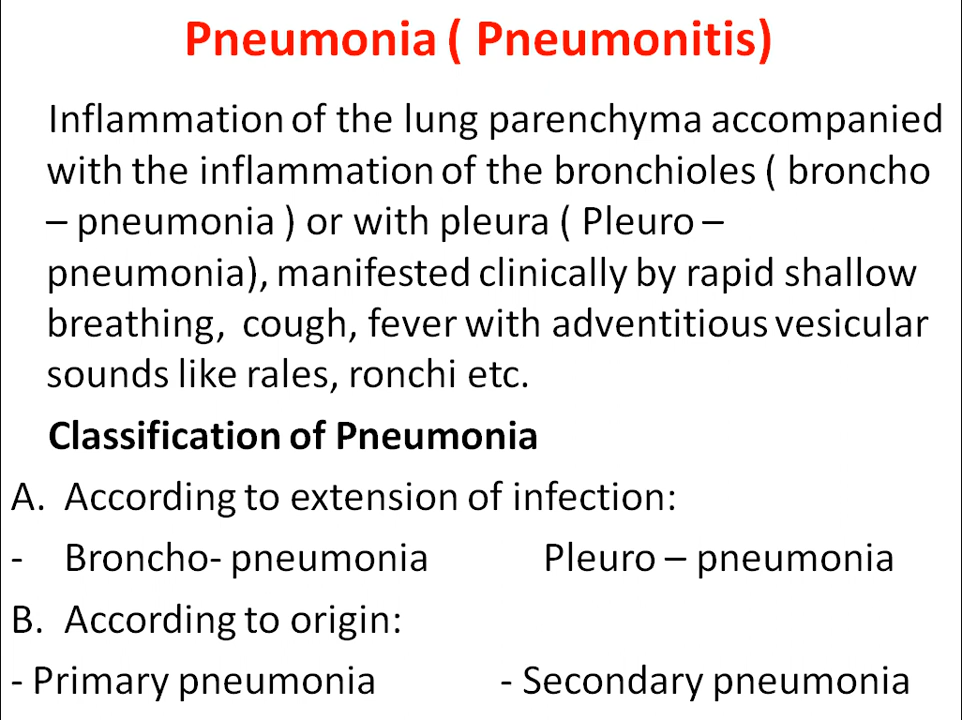 Pneumonia ( Pneumonitis)
Inflammation of the lung parenchyma accompanied
with the inflammation of the bronchioles ( broncho
– pneumonia ) or with pleura ( Pleuro –
pneumonia), manifested clinically by rapid shallow
breathing, cough, fever with adventitious vesicular
sounds like rales, ronchi etc.
Classification of Pneumonia
A. According to extension of infection:
- Broncho- pneumonia Pleuro – pneumonia
B. According to origin:
- Primary pneumonia - Secondary pneumonia